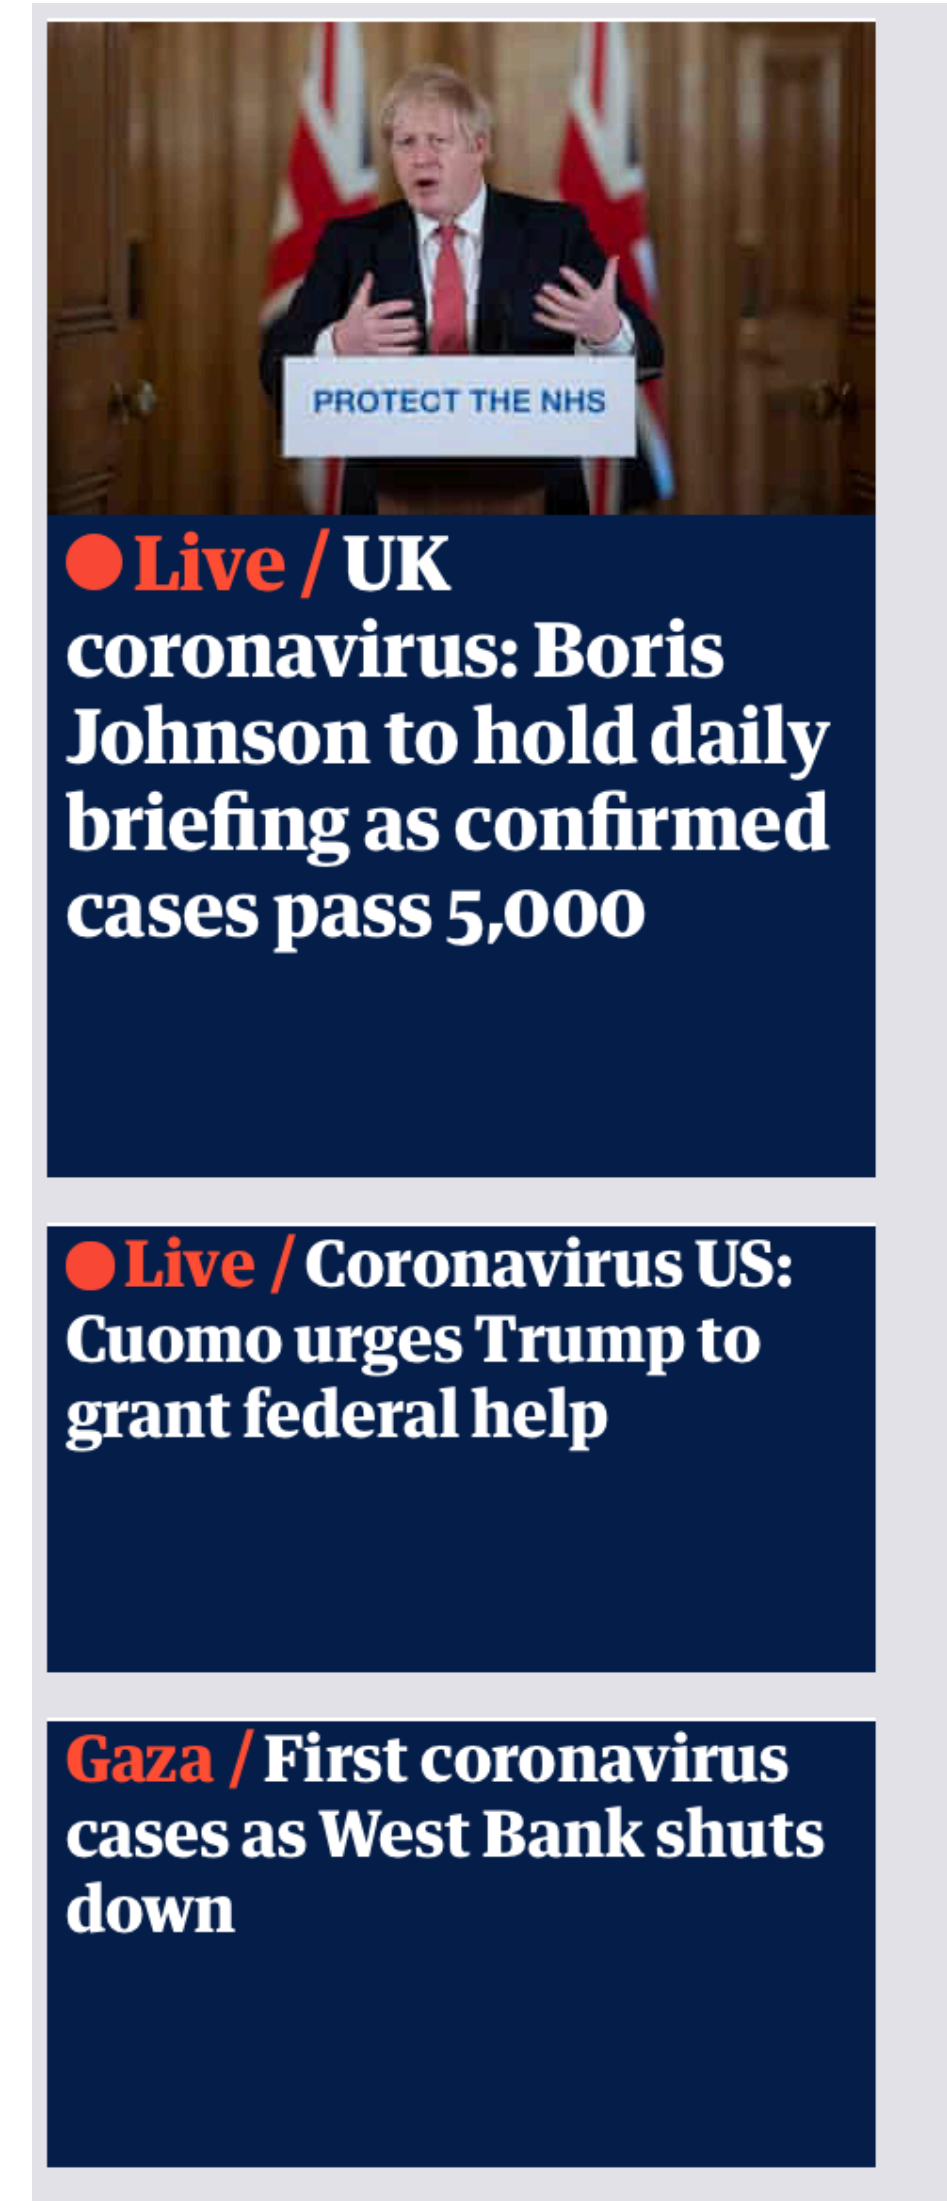 PROTECT THE NHS
Live / UK
coronavirus: Boris
Johnson to hold daily
briefing as confirmed
cases pass 5,000
Live / Coronavirus US:
Cuomo urges Trump to
grant federal help
Gaza / First coronavirus
cases as West Bank shuts
down